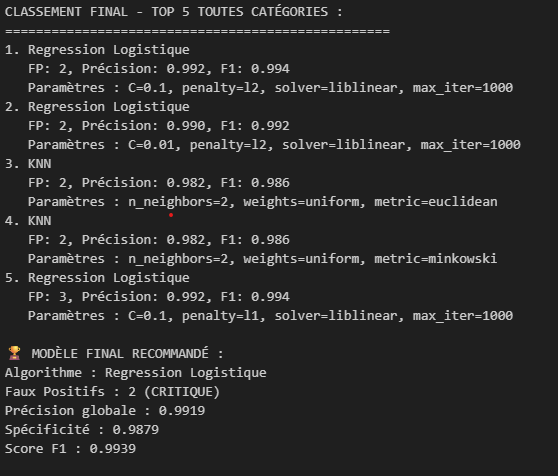 CLASSEMENT FINAL - TOP 5 TOUTES CATÉGORIES :
==================================================
1. Regression Logistique
FP: 2, Précision: 0.992, F1: 0.994
Paramètres : C=0.1, penalty=l2, solver=liblinear, max_iter=1000
2. Regression Logistique
FP: 2, Précision: 0.990, F1: 0.992
Paramètres : C=0.01, penalty=l2, solver=liblinear, max_iter=1000
3. KNN
FP: 2, Précision: 0.982, F1: 0.986
Paramètres : n_neighbors=2, weights=uniform, metric=euclidean
4. KNN
FP: 2, Précision: 0.982, F1: 0.986
Paramètres : n_neighbors=2, weights=uniform, metric=minkowski
5. Regression Logistique
FP: 3, Précision: 0.992, F1: 0.994
Paramètres : C=0.1, penalty=l1, solver=liblinear, max_iter=1000
🏆 MODÈLE FINAL RECOMMANDÉ :
Algorithme : Regression Logistique
Faux Positifs : 2 (CRITIQUE)
Précision globale : 0.9919
Spécificité : 0.9879
Score F1 : 0.9939